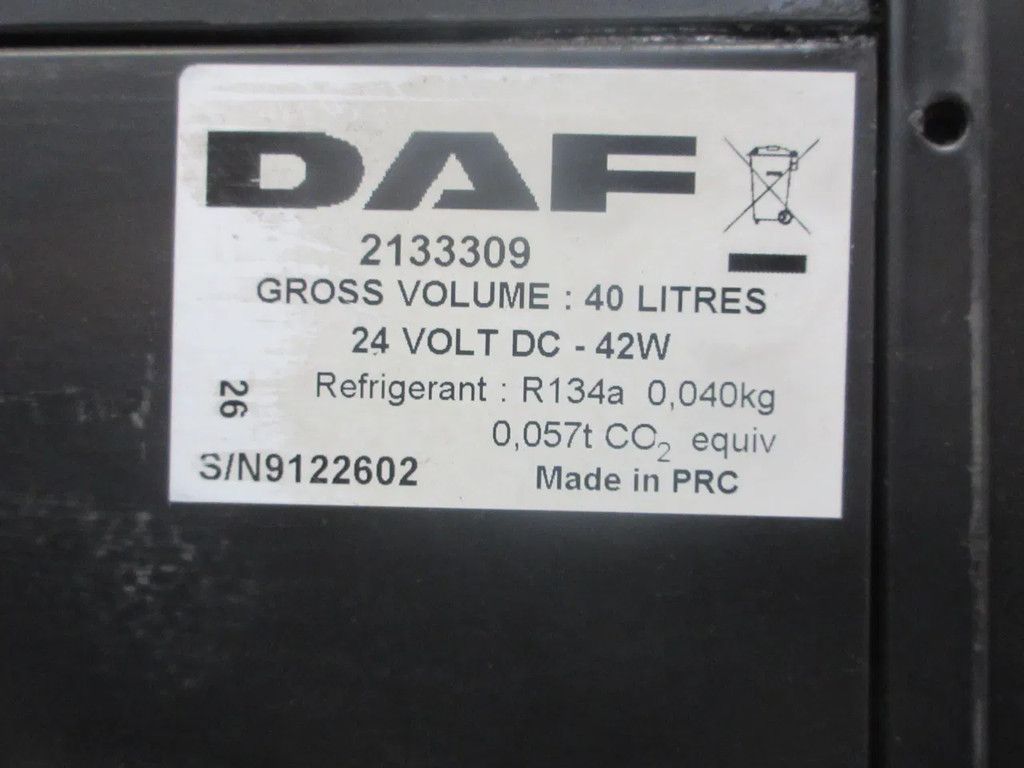 DAF
2133309
GROSS VOLUME : 40 LITRES
24 VOLT DC - 42W
Refrigerant : R134a 0,040kg
0,057t CO₂ equiv
26
S/N9122602
Made in PRC